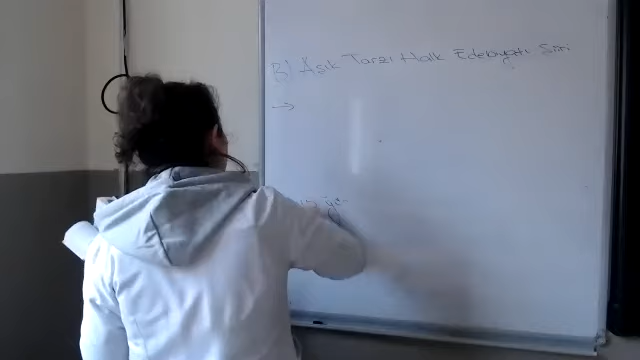 B) Aşık Tarzı Halk Edebiyatı Şiiri
→